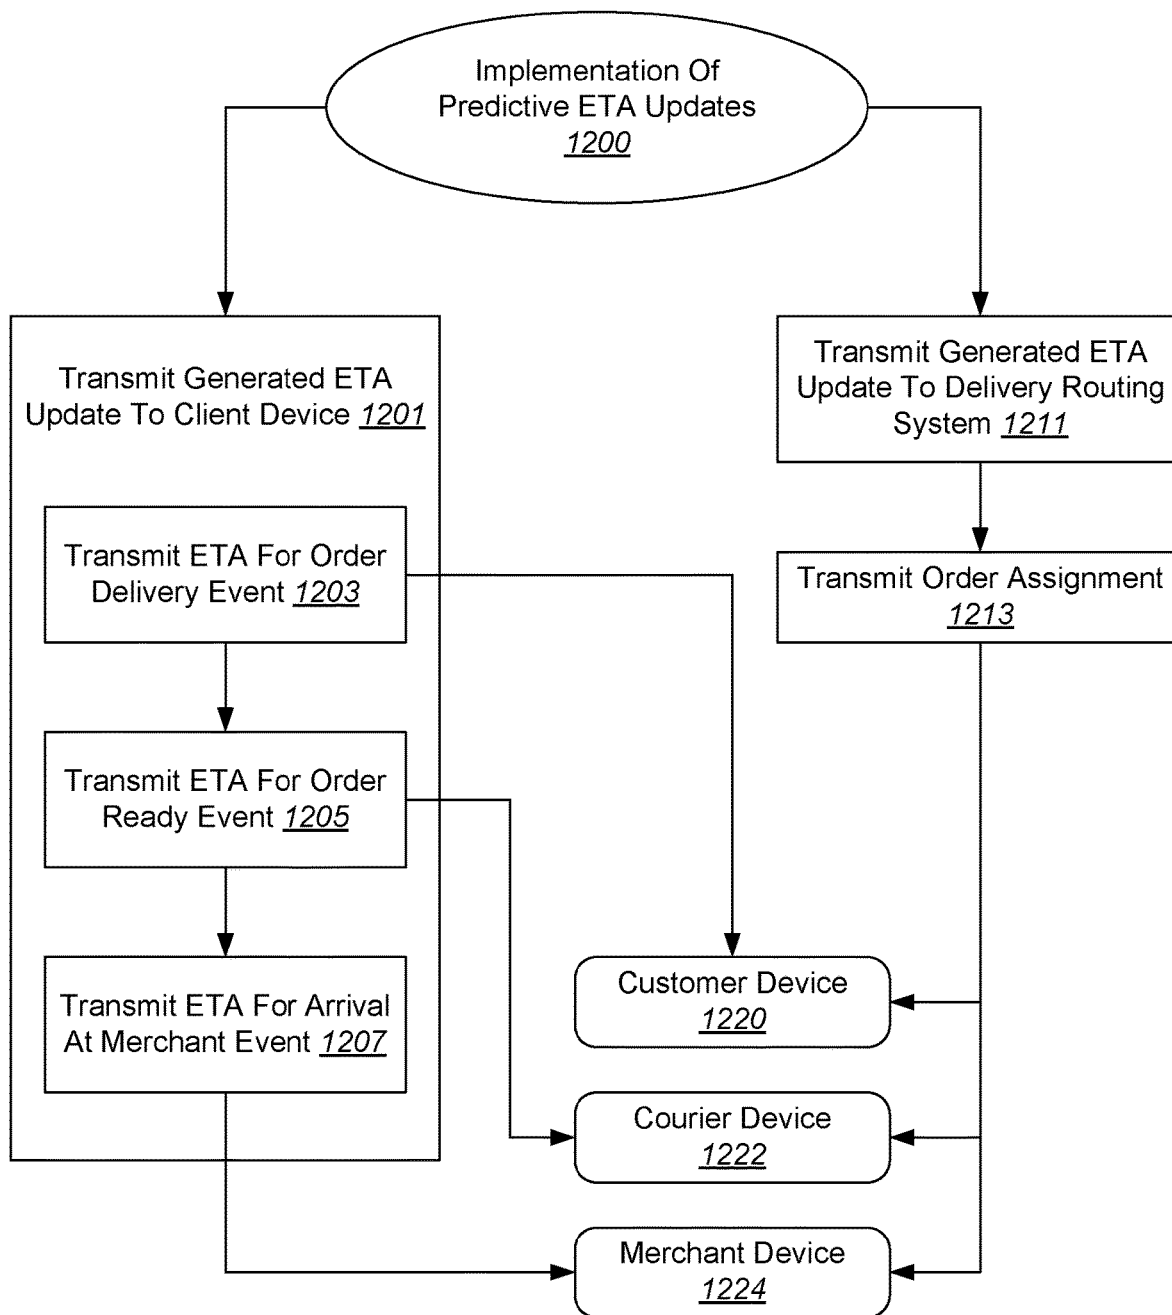 Implementation Of
Predictive ETA Updates
1200
Transmit Generated ETA
Update To Client Device 1201
Transmit ETA For Order
Delivery Event 1203
Transmit ETA For Order
Ready Event 1205
Transmit ETA For Arrival
At Merchant Event 1207
Transmit Generated ETA
Update To Delivery Routing
System 1211
Transmit Order Assignment
1213
Customer Device
1220
Courier Device
1222
Merchant Device
1224